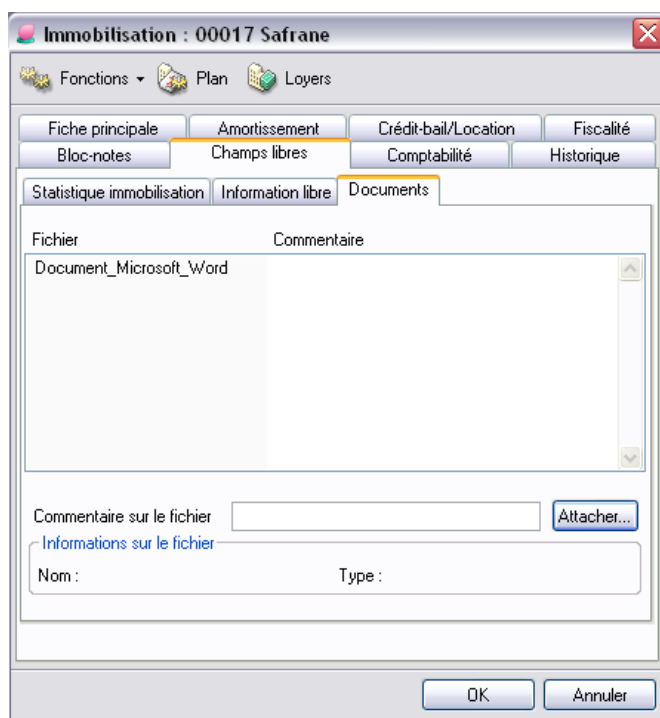 Immobilisation : 00017 Safrane
Fonctions Plan Loyers
Fiche principale Amortissement Crédit-bail/Location Fiscalité
Bloc-notes Champs libres Comptabilité Historique
Statistique immobilisation Information libre Documents
Fichier Commentaire
Document_Microsoft_Word
Commentaire sur le fichier Attacher...
Informations sur le fichier
Nom : Type :
OK Annuler